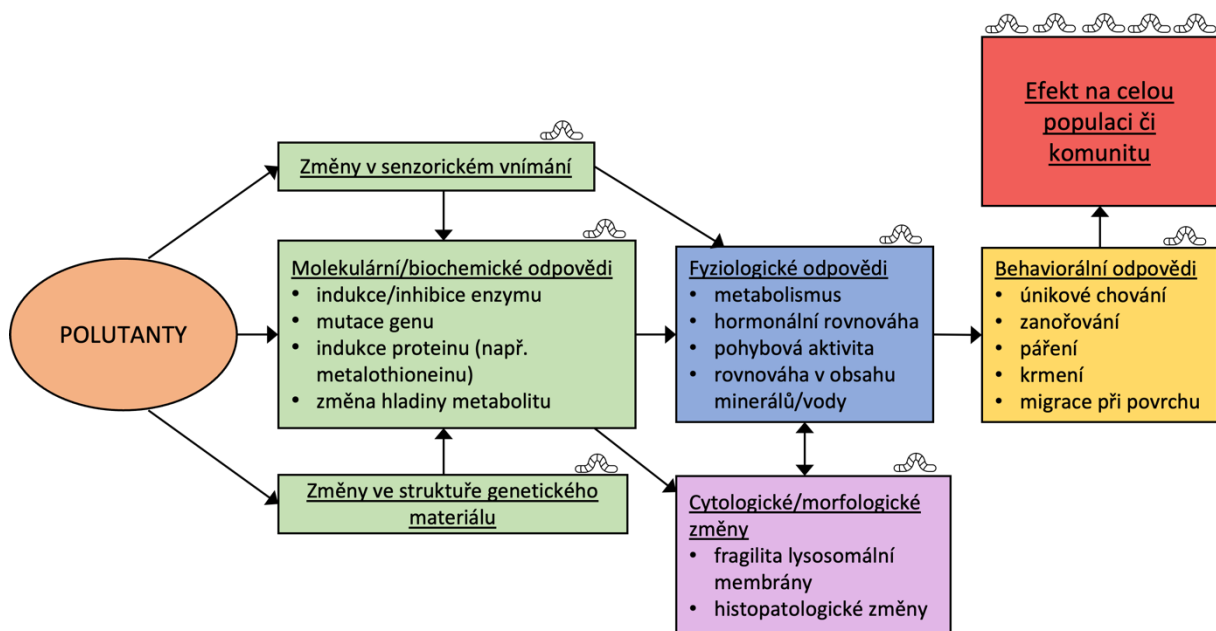 POLUTANTY
Změny v senzorickém vnímání
Molekulární/biochemické odpovědi
• indukce/inhibice enzymu
• mutace genu
• indukce proteinu (např.
metalothioneinu)
• změna hladiny metabolitu
Změny ve struktuře genetického
materiálu
Fyziologické odpovědi
• metabolismus
• hormonální rovnováha
• pohybová aktivita
• rovnováha v obsahu
minerálů/vody
Cytologické/morfologické
změny
• fragilita lysosomální
membrány
• histopatologické změny
Behaviorální odpovědi
• únikové chování
• zanořování
• páření
• krmení
• migrace při povrchu
Efekt na celou
populaci či
komunitu